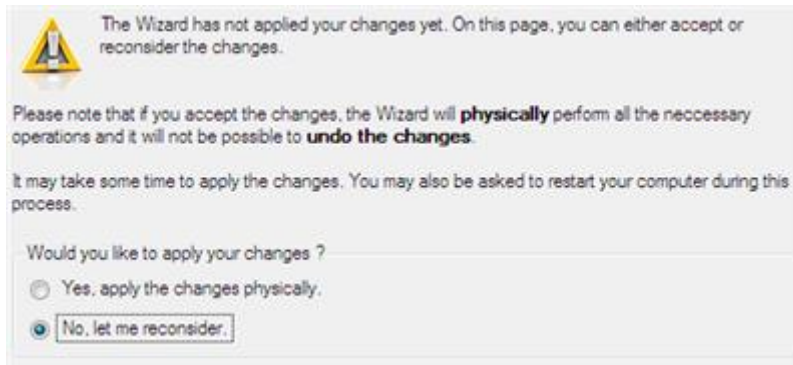 The Wizard has not applied your changes yet. On this page, you can either accept or
reconsider the changes.
Please note that if you accept the changes, the Wizard will physically perform all the neccessary
operations and it will not be possible to undo the changes.
It may take some time to apply the changes. You may also be asked to restart your computer during this
process.
Would you like to apply your changes ?
Yes, apply the changes physically.
No, let me reconsider.